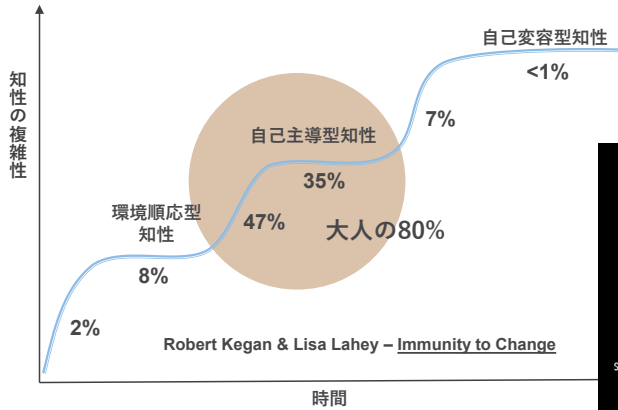 自己変容型知性
<1%
知性の複雑性
7%
自己主導型知性
35%
環境順応型
知性
47%
大人の80%
8%
2%
Robert Kegan & Lisa Lahey – Immunity to Change
時間